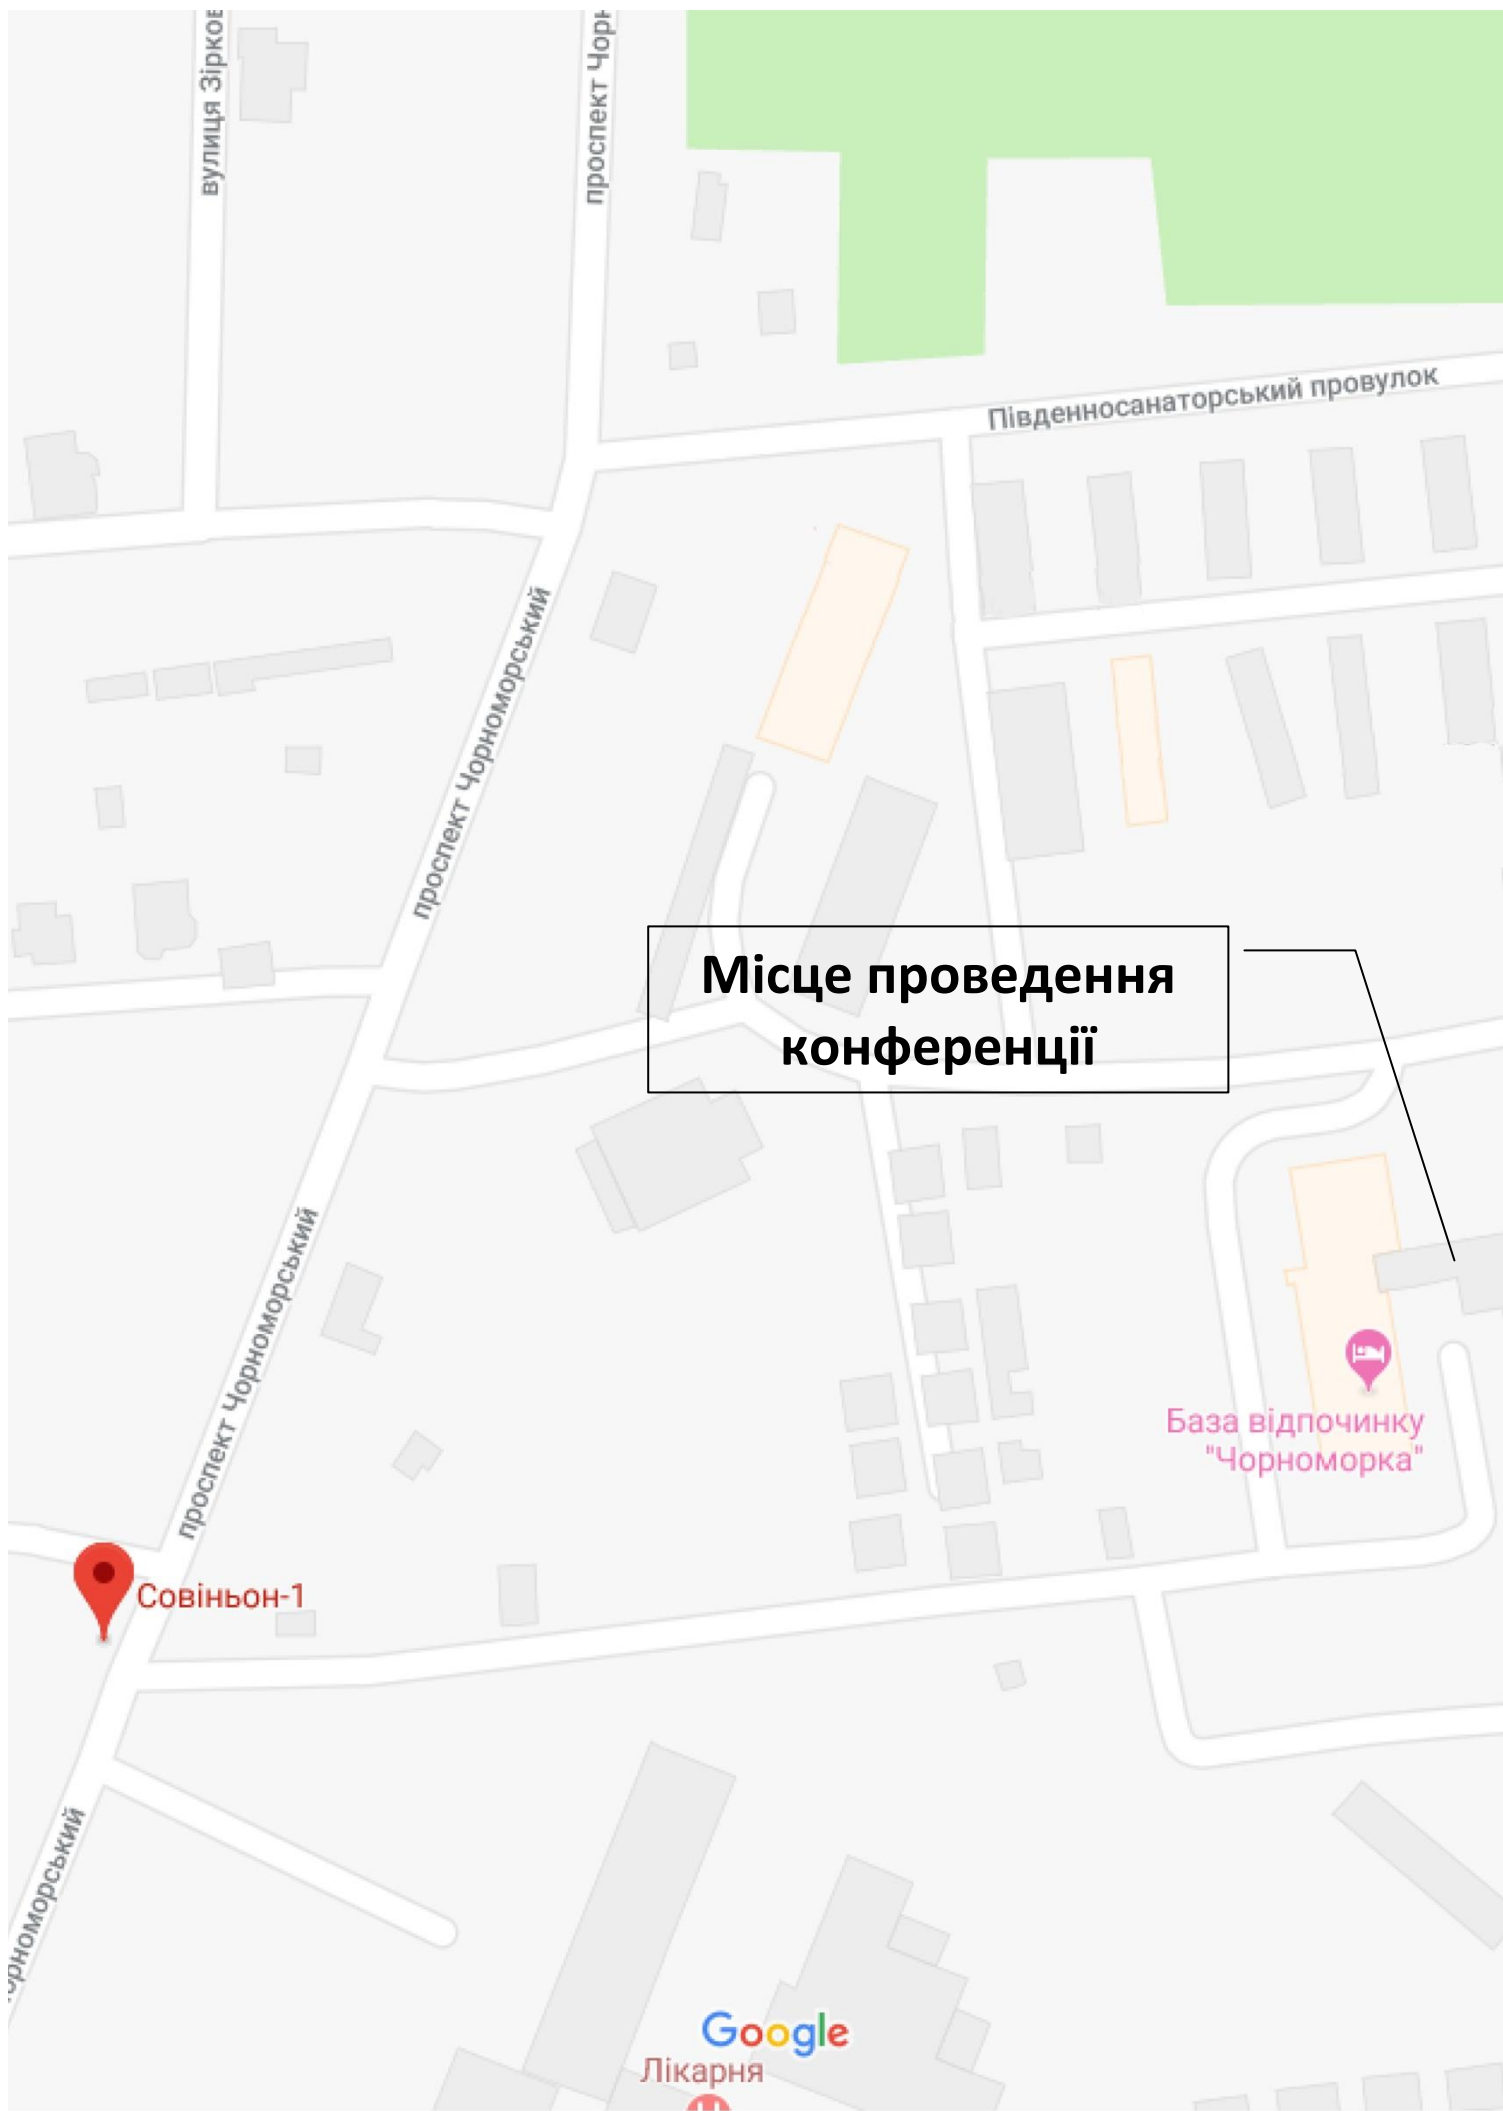 вулиця Зірков
проспект Чорн
Південносанаторський провулок
проспект Чорноморський
Місце проведення
конференції
проспект Чорноморський
База відпочинку
"Чорноморка"
Совіньон-1
орноморський
Google
Лікарня